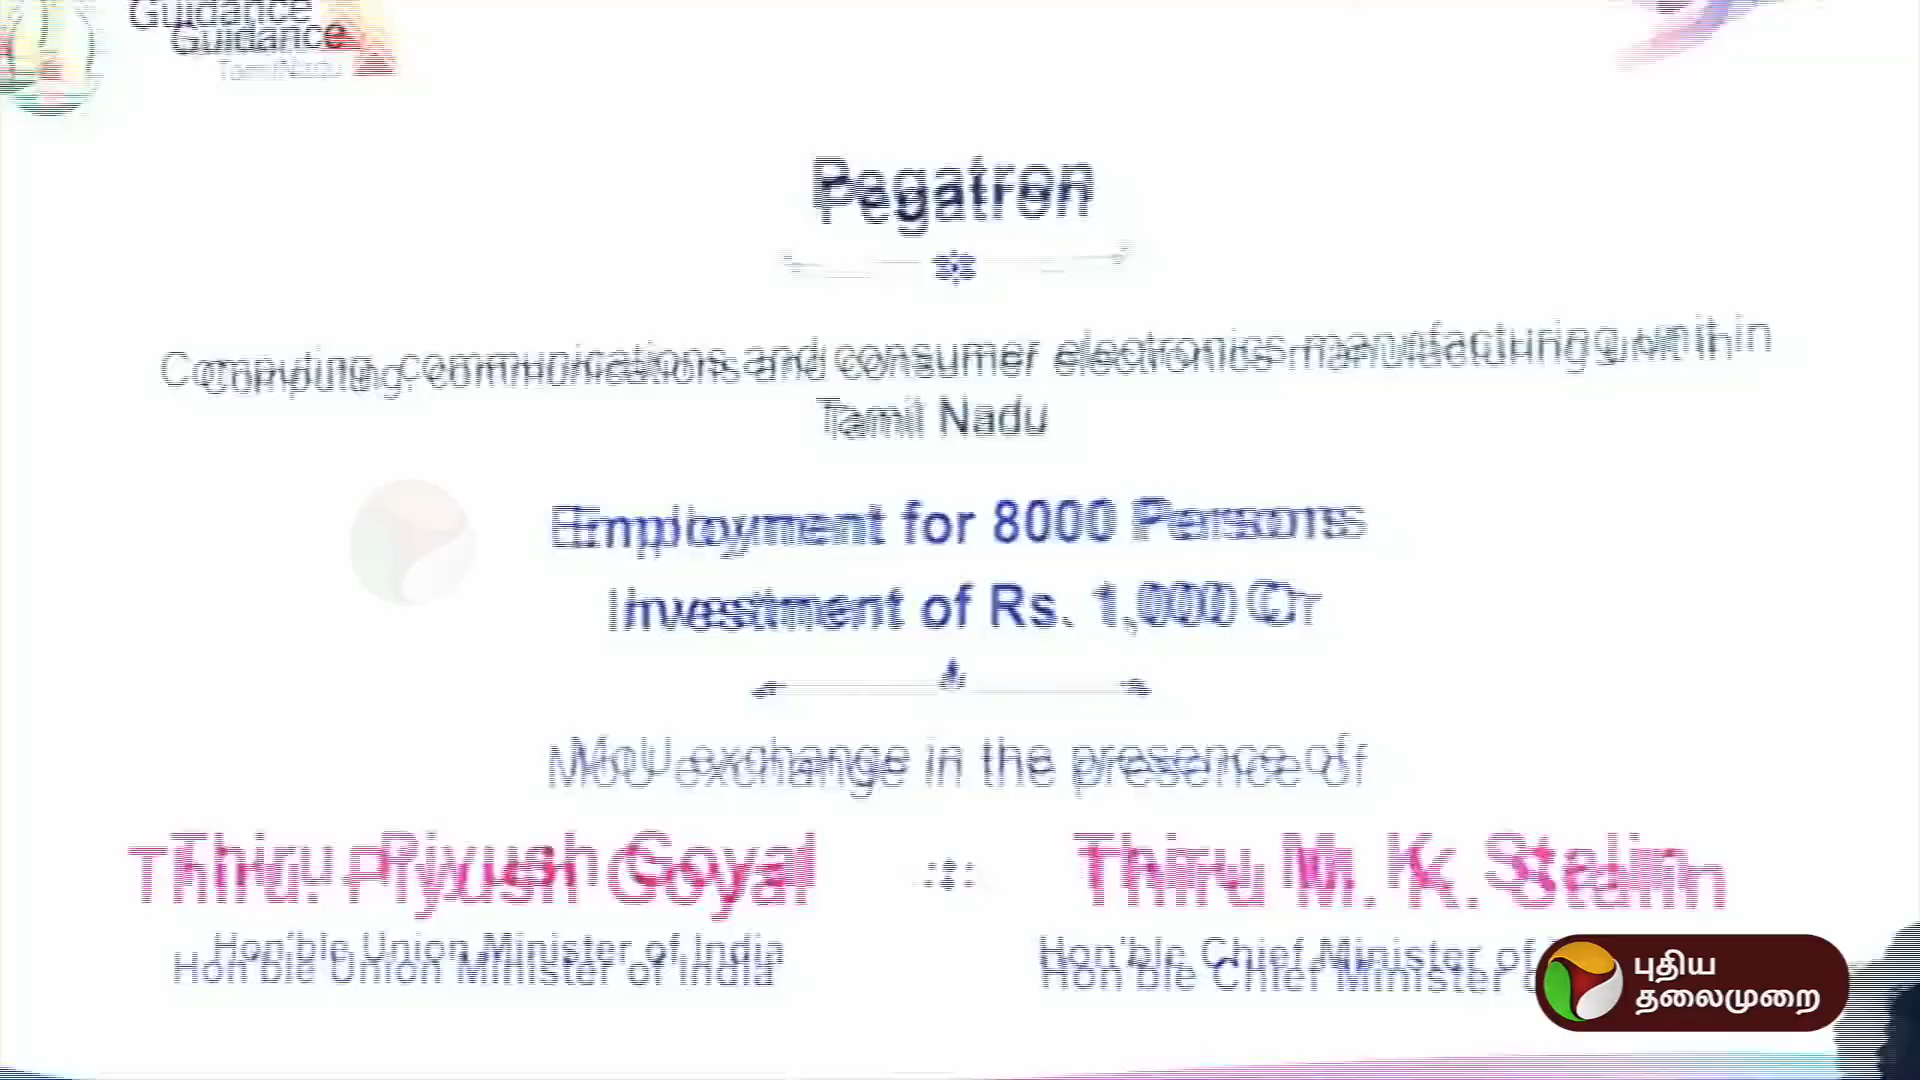 Guidance
TamilNadu
Pegatron
Computing, communications and consumer electronics manufacturing unit in
Tamil Nadu
Employment for 8000 Persons
Investment of Rs. 1,000 Cr
MoU exchange in the presence of
Thiru. Piyush Goyal
Thiru M. K. Stalin
Hon'ble Union Minister of India
Hon'ble Chief Minister of
புதிய
தலைமுறை